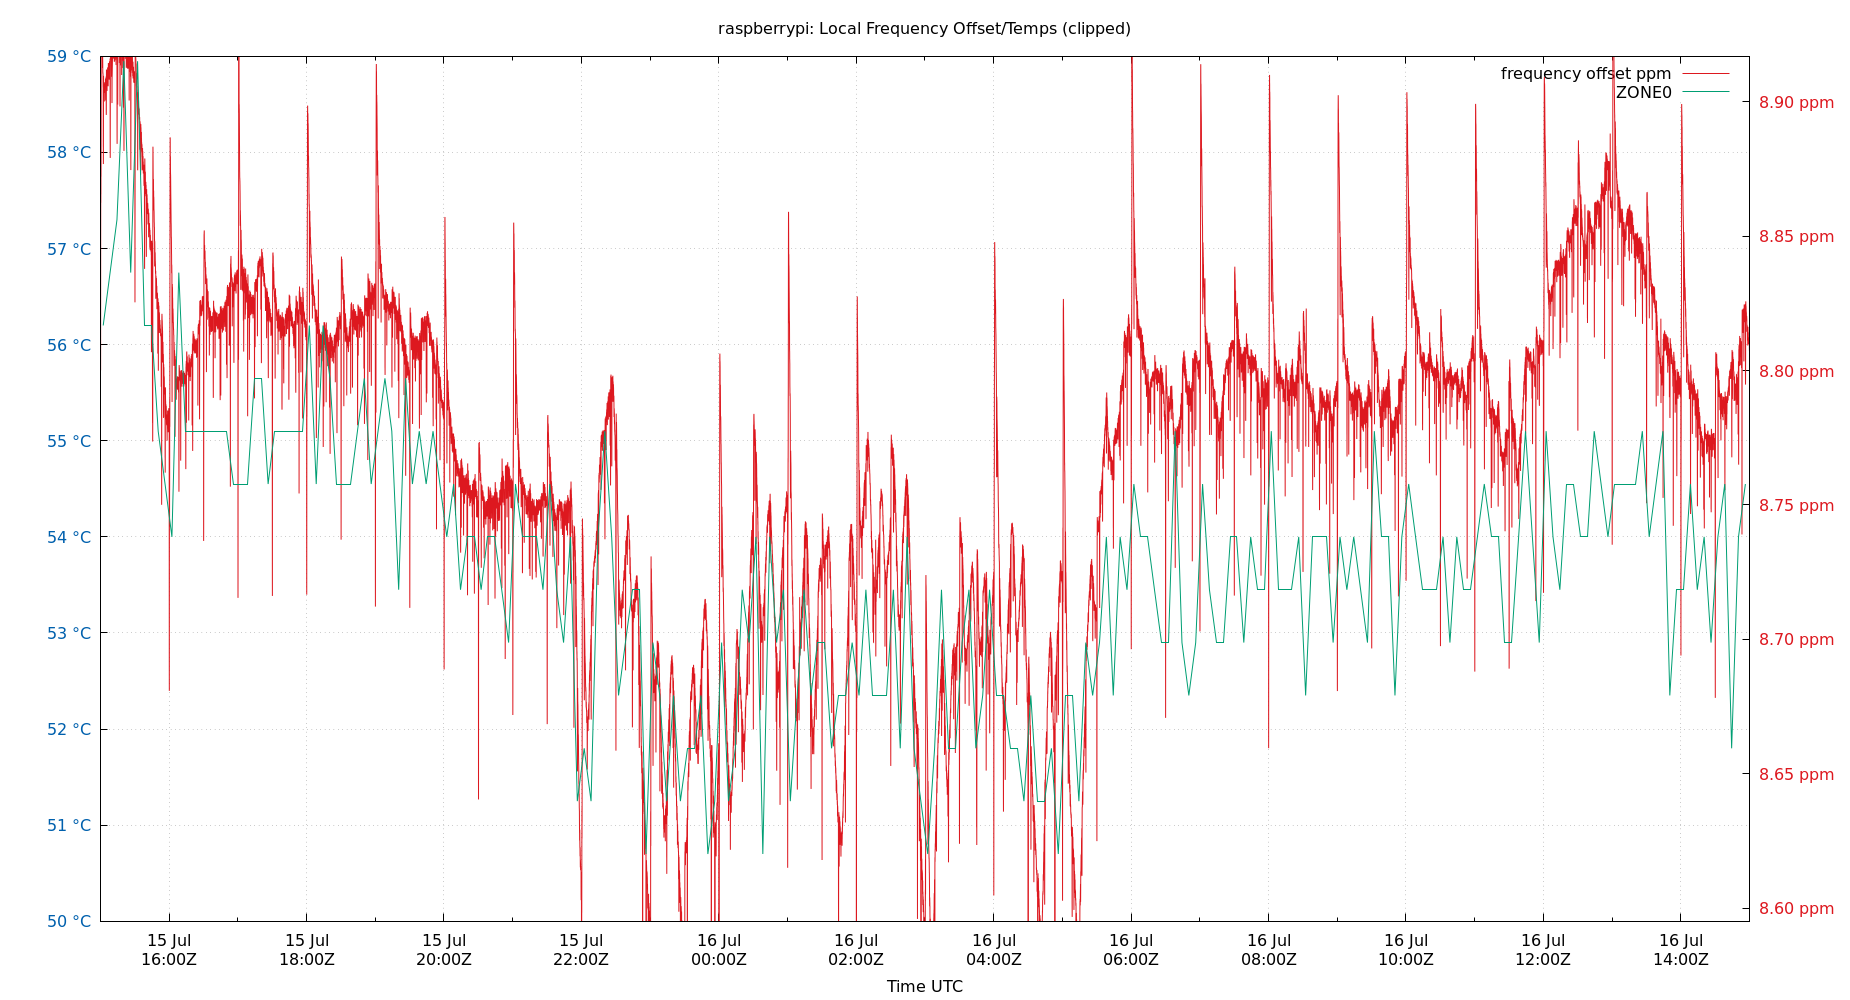 raspberrypi: Local Frequency Offset/Temps (clipped)
59 °C
58 °C
57 °C
56 °C
55 °C
54 °C
53 °C
52 °C
51 °C
50 °C
frequency offset ppm
ZONE0
8.90 ppm
8.85 ppm
8.80 ppm
8.75 ppm
8.70 ppm
8.65 ppm
8.60 ppm
15 Jul
16:00Z
15 Jul
18:00Z
15 Jul
20:00Z
15 Jul
22:00Z
16 Jul
00:00Z
16 Jul
02:00Z
16 Jul
04:00Z
16 Jul
06:00Z
16 Jul
08:00Z
16 Jul
10:00Z
16 Jul
12:00Z
16 Jul
14:00Z
Time UTC